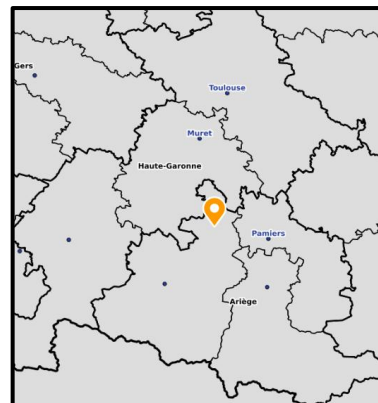 Gers
Toulouse
Muret
Haute-Garonne
Pamiers
Ariège